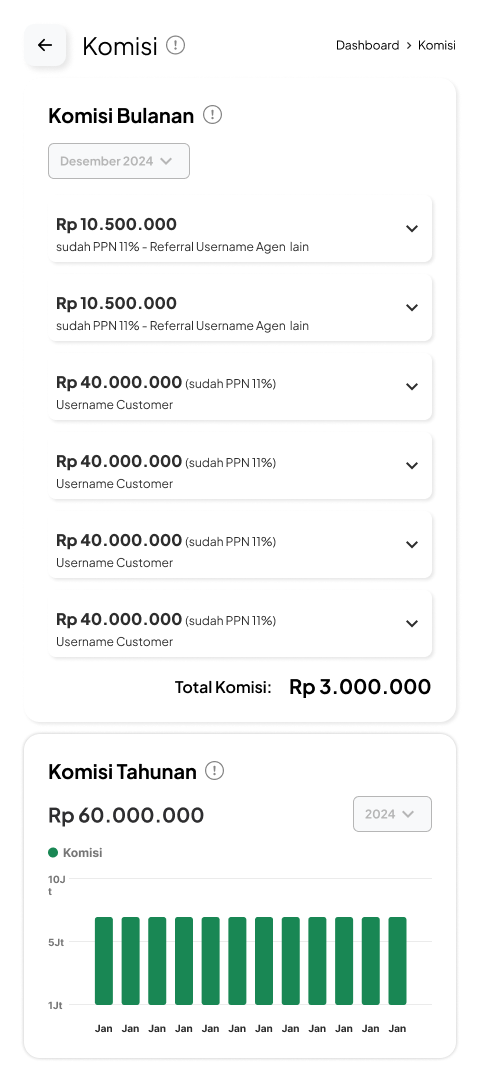 Komisi
Dashboard > Komisi
Komisi Bulanan
Desember 2024
Rp 10.500.000
sudah PPN 11% - Referral Username Agen lain
Rp 10.500.000
sudah PPN 11% - Referral Username Agen lain
Rp 40.000.000 (sudah PPN 11%)
Username Customer
Rp 40.000.000 (sudah PPN 11%)
Username Customer
Rp 40.000.000 (sudah PPN 11%)
Username Customer
Rp 40.000.000 (sudah PPN 11%)
Username Customer
Total Komisi: Rp 3.000.000
Komisi Tahunan
Rp 60.000.000
2024
Komisi
10J
t
5Jt
1Jt
Jan Jan Jan Jan Jan Jan Jan Jan Jan Jan Jan Jan